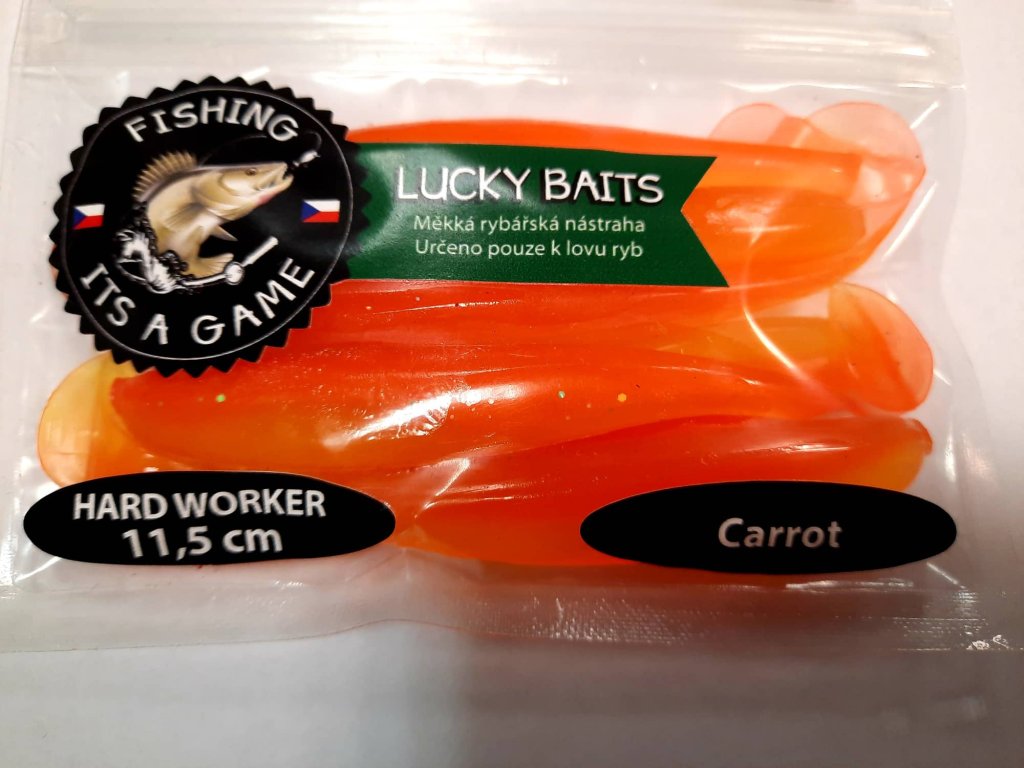 FISHING
ITS A GAME
LUCKY BAITS
Měkká rybářská nástraha
Určeno pouze k lovu ryb
HARD WORKER
11,5 cm
Carrot